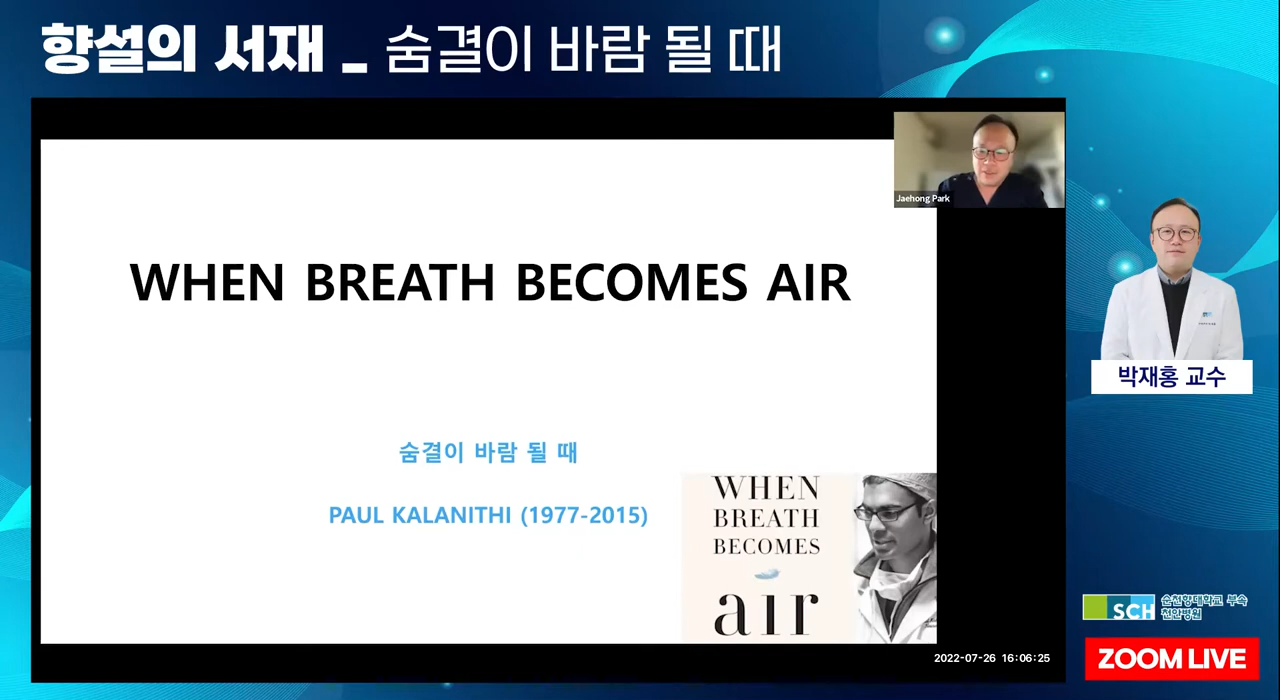 향설의 서재 _ 숨결이 바람 될 때
Jaehong Park
WHEN BREATH BECOMES AIR
숨결이 바람 될 때
PAUL KALANITHI (1977-2015)
WHEN
BREATH
BECOMES
air
2022-07-26 16:06:25
박재홍 교수
SCH 순천향대학교 부속
천안병원
ZOOM LIVE